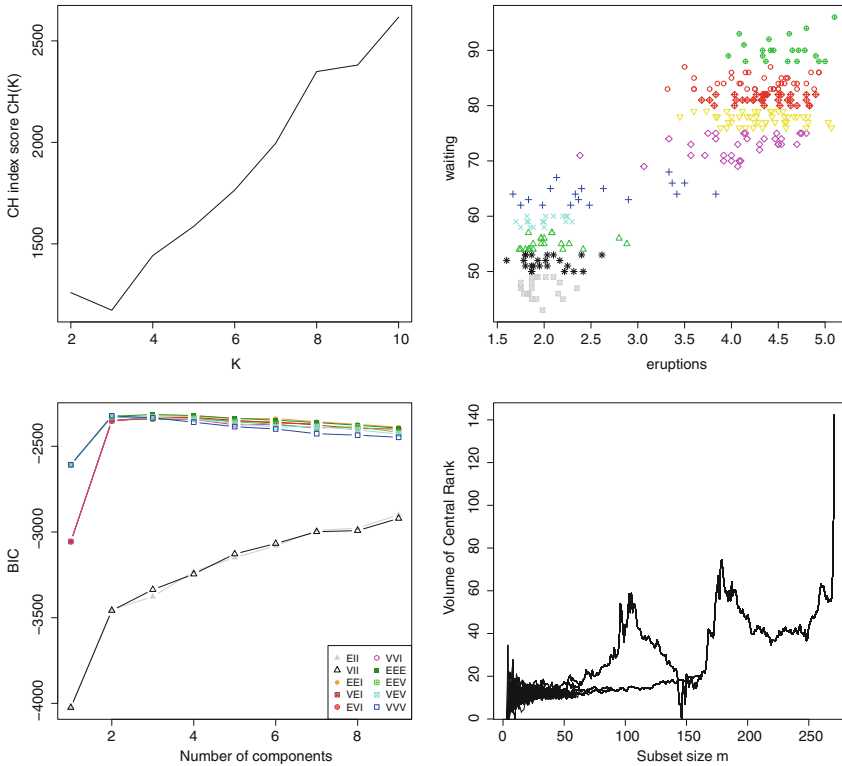 CH index score CH(K)
1500
2000
2500
2
4
6
8
10
K
waiting
50
60
70
80
90
1.5
2.0
2.5
3.0
3.5
4.0
4.5
5.0
eruptions
BIC
−2500
−3000
−3500
−4000
EII
VII
EEI
VEI
EVI
VVI
EEE
EEV
VEV
VVV
2
4
6
8
Number of components
Volume of Central Rank
0
20
40
60
80
100
120
140
0
50
100
150
200
250
Subset size m